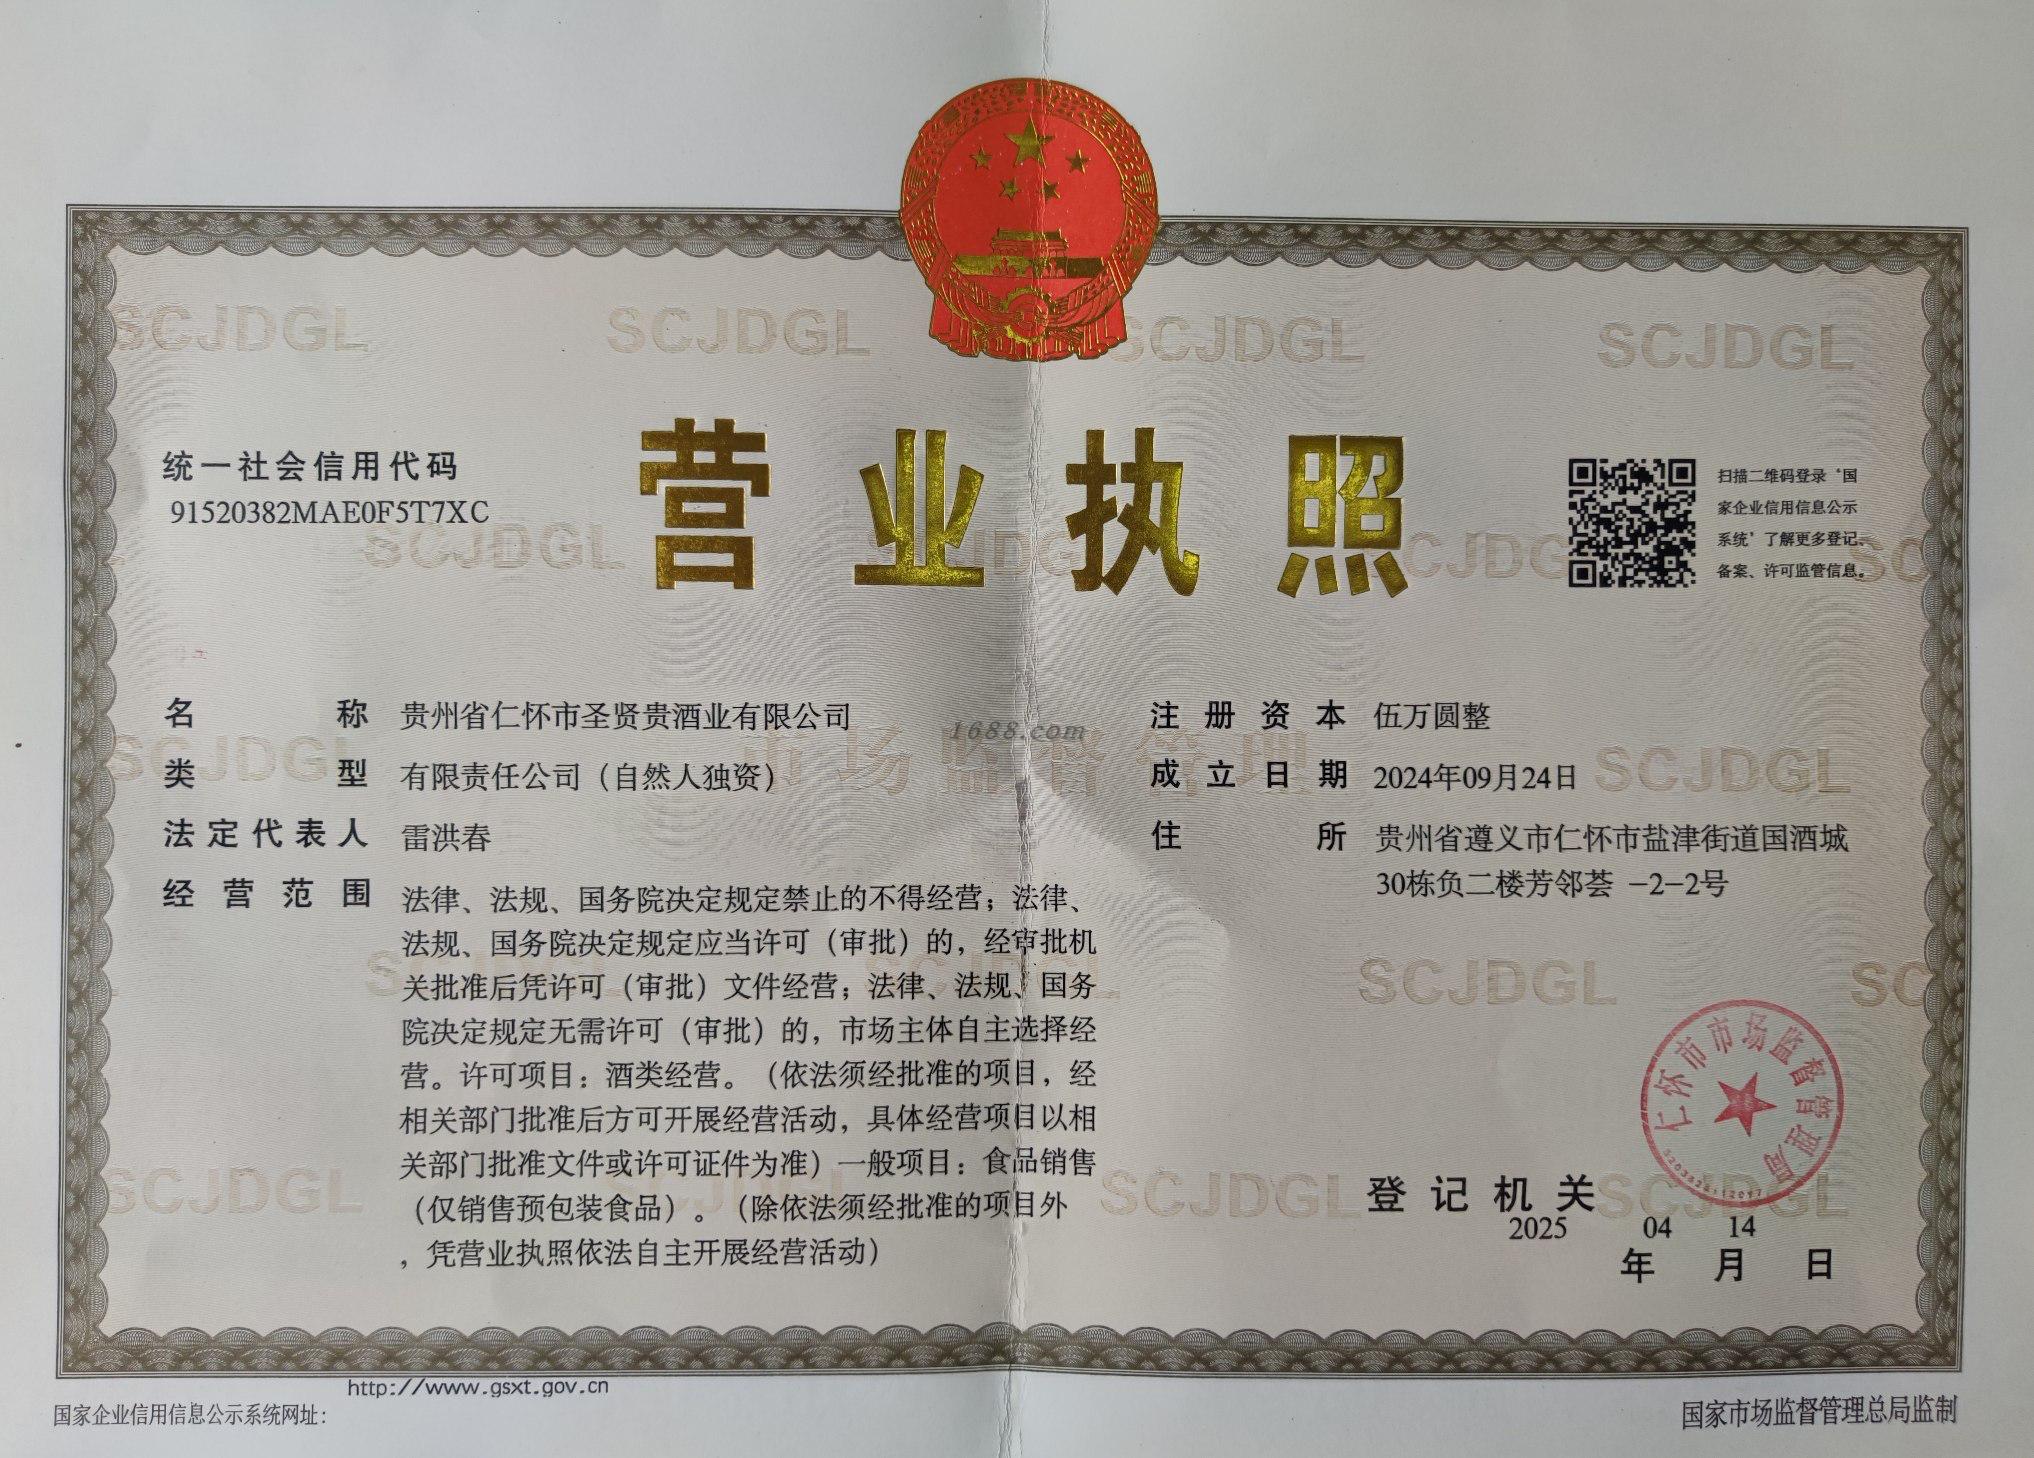 统一社会信用代码
91520382MAE0F5T7XC
营业执照
扫描二维码登录‘国
家企业信用信息公示
系统’了解更多登记、
备案、许可监管信息。
名称 贵州省仁怀市圣贤贵酒业有限公司
类型 有限责任公司（自然人独资）
法定代表人 雷洪春
经营范围 法律、法规、国务院决定规定禁止的不得经营；法律、
法规、国务院决定规定应当许可（审批）的，经审批机
关批准后凭许可（审批）文件经营；法律、法规、国务
院决定规定无需许可（审批）的，市场主体自主选择经
营。许可项目：酒类经营。（依法须经批准的项目，经
相关部门批准后方可开展经营活动，具体经营项目以相
关部门批准文件或许可证件为准）一般项目：食品销售
（仅销售预包装食品）。（除依法须经批准的项目外
，凭营业执照依法自主开展经营活动）
注册资本 伍万圆整
成立日期 2024年09月24日
住所 贵州省遵义市仁怀市盐津街道国酒城
30栋负二楼芳邻荟 -2-2号
1688.com
市场监督管理
SCJDGL
仁怀市市场监督管理局
登记机关
2025 04 14
年 月 日
http://www.gsxt.gov.cn
国家企业信用信息公示系统网址：
国家市场监督管理总局监制